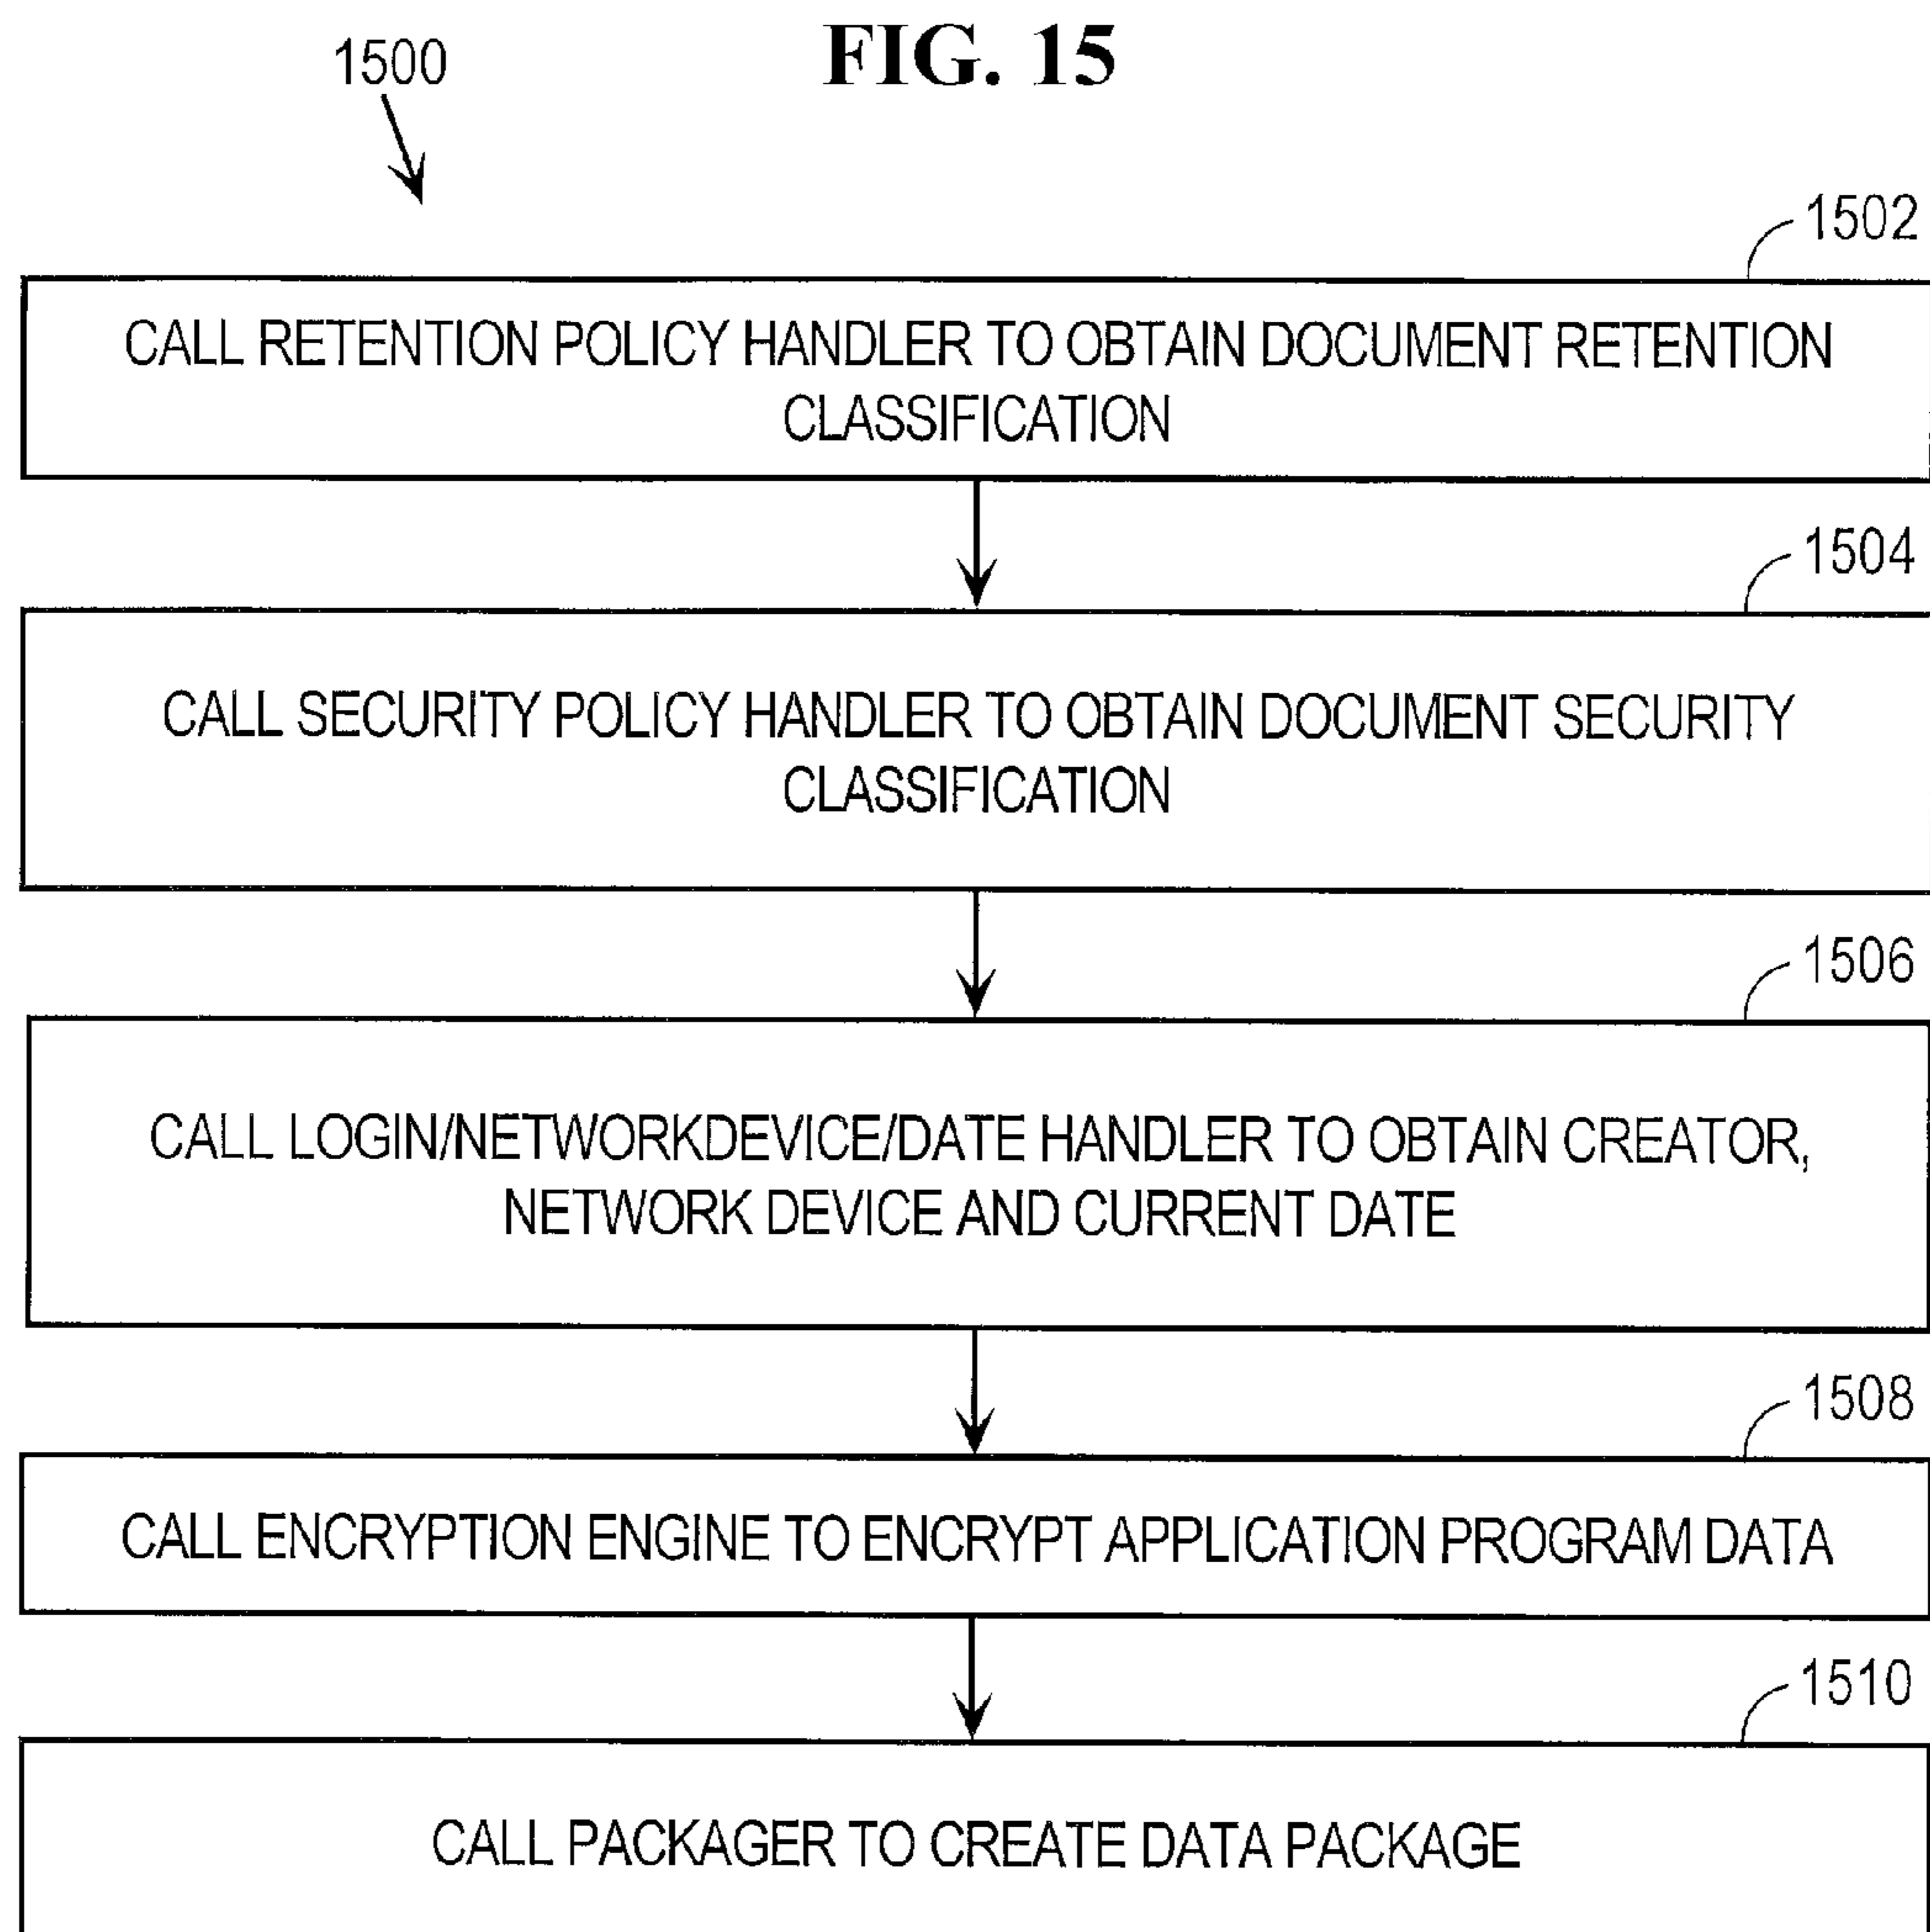 FIG. 15
1500
1502
CALL RETENTION POLICY HANDLER TO OBTAIN DOCUMENT RETENTION
CLASSIFICATION
1504
CALL SECURITY POLICY HANDLER TO OBTAIN DOCUMENT SECURITY
CLASSIFICATION
1506
CALL LOGIN/NETWORKDEVICE/DATE HANDLER TO OBTAIN CREATOR,
NETWORK DEVICE AND CURRENT DATE
1508
CALL ENCRYPTION ENGINE TO ENCRYPT APPLICATION PROGRAM DATA
1510
CALL PACKAGER TO CREATE DATA PACKAGE